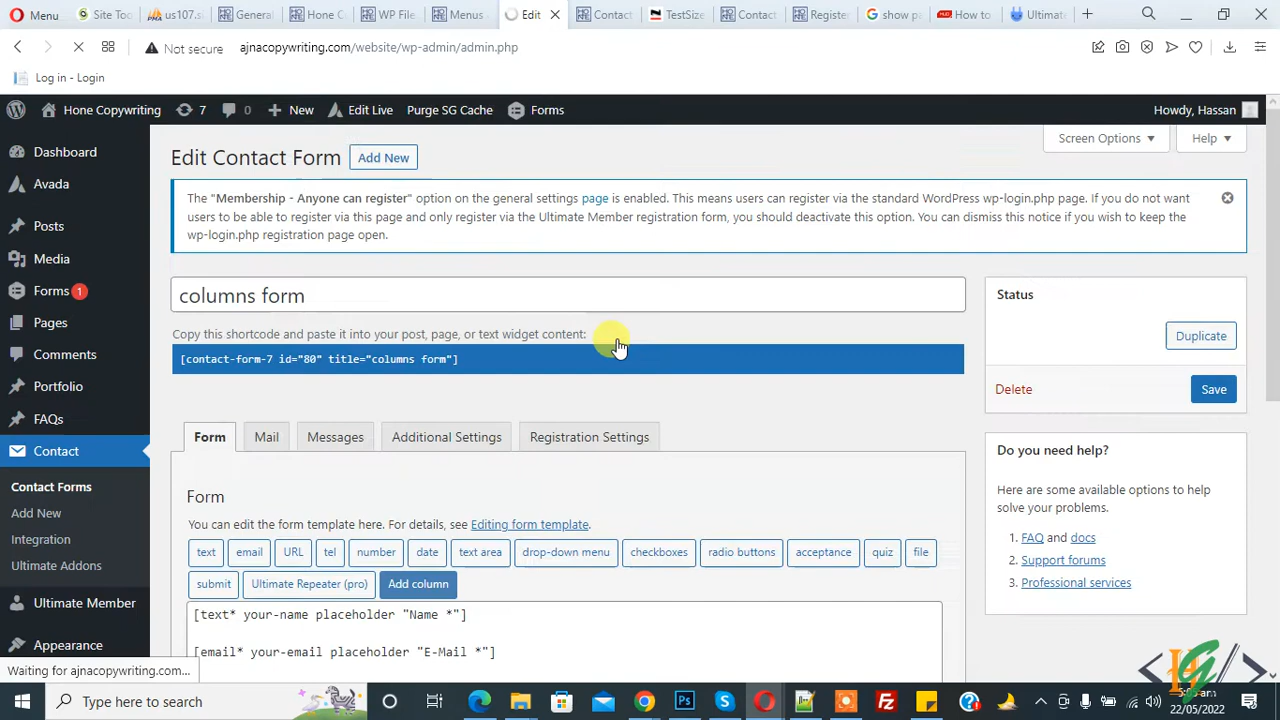 Menu Site Too us107.s General Hone C WP File Menus Edit Contact TestSize Contact Register show p How to Ultimat
Not secure ajnacopywriting.com/website/wp-admin/admin.php
Log in - Login
Hone Copywriting 7 0 New Edit Live Purge SG Cache Forms Howdy, Hassan
Screen Options Help
Dashboard
Avada
Posts
Media
Forms 1
Pages
Comments
Portfolio
FAQs
Contact
Contact Forms
Add New
Integration
Ultimate Addons
Ultimate Member
Appearance
Edit Contact Form Add New
The "Membership - Anyone can register" option on the general settings page is enabled. This means users can register via the standard WordPress wp-login.php page. If you do not want
users to be able to register via this page and only register via the Ultimate Member registration form, you should deactivate this option. You can dismiss this notice if you wish to keep the
wp-login.php registration page open.
columns form
Copy this shortcode and paste it into your post, page, or text widget content:
[contact-form-7 id="80" title="columns form"]
Form Mail Messages Additional Settings Registration Settings
Form
You can edit the form template here. For details, see Editing form template.
text email URL tel number date text area drop-down menu checkboxes radio buttons acceptance quiz file
submit Ultimate Repeater (pro) Add column
[text* your-name placeholder "Name *"]
[email* your-email placeholder "E-Mail *"]
Status
Duplicate
Delete Save
Do you need help?
Here are some available options to help
solve your problems.
1. FAQ and docs
2. Support forums
3. Professional services
Waiting for ajnacopywriting.com...
Type here to search
22/05/2022